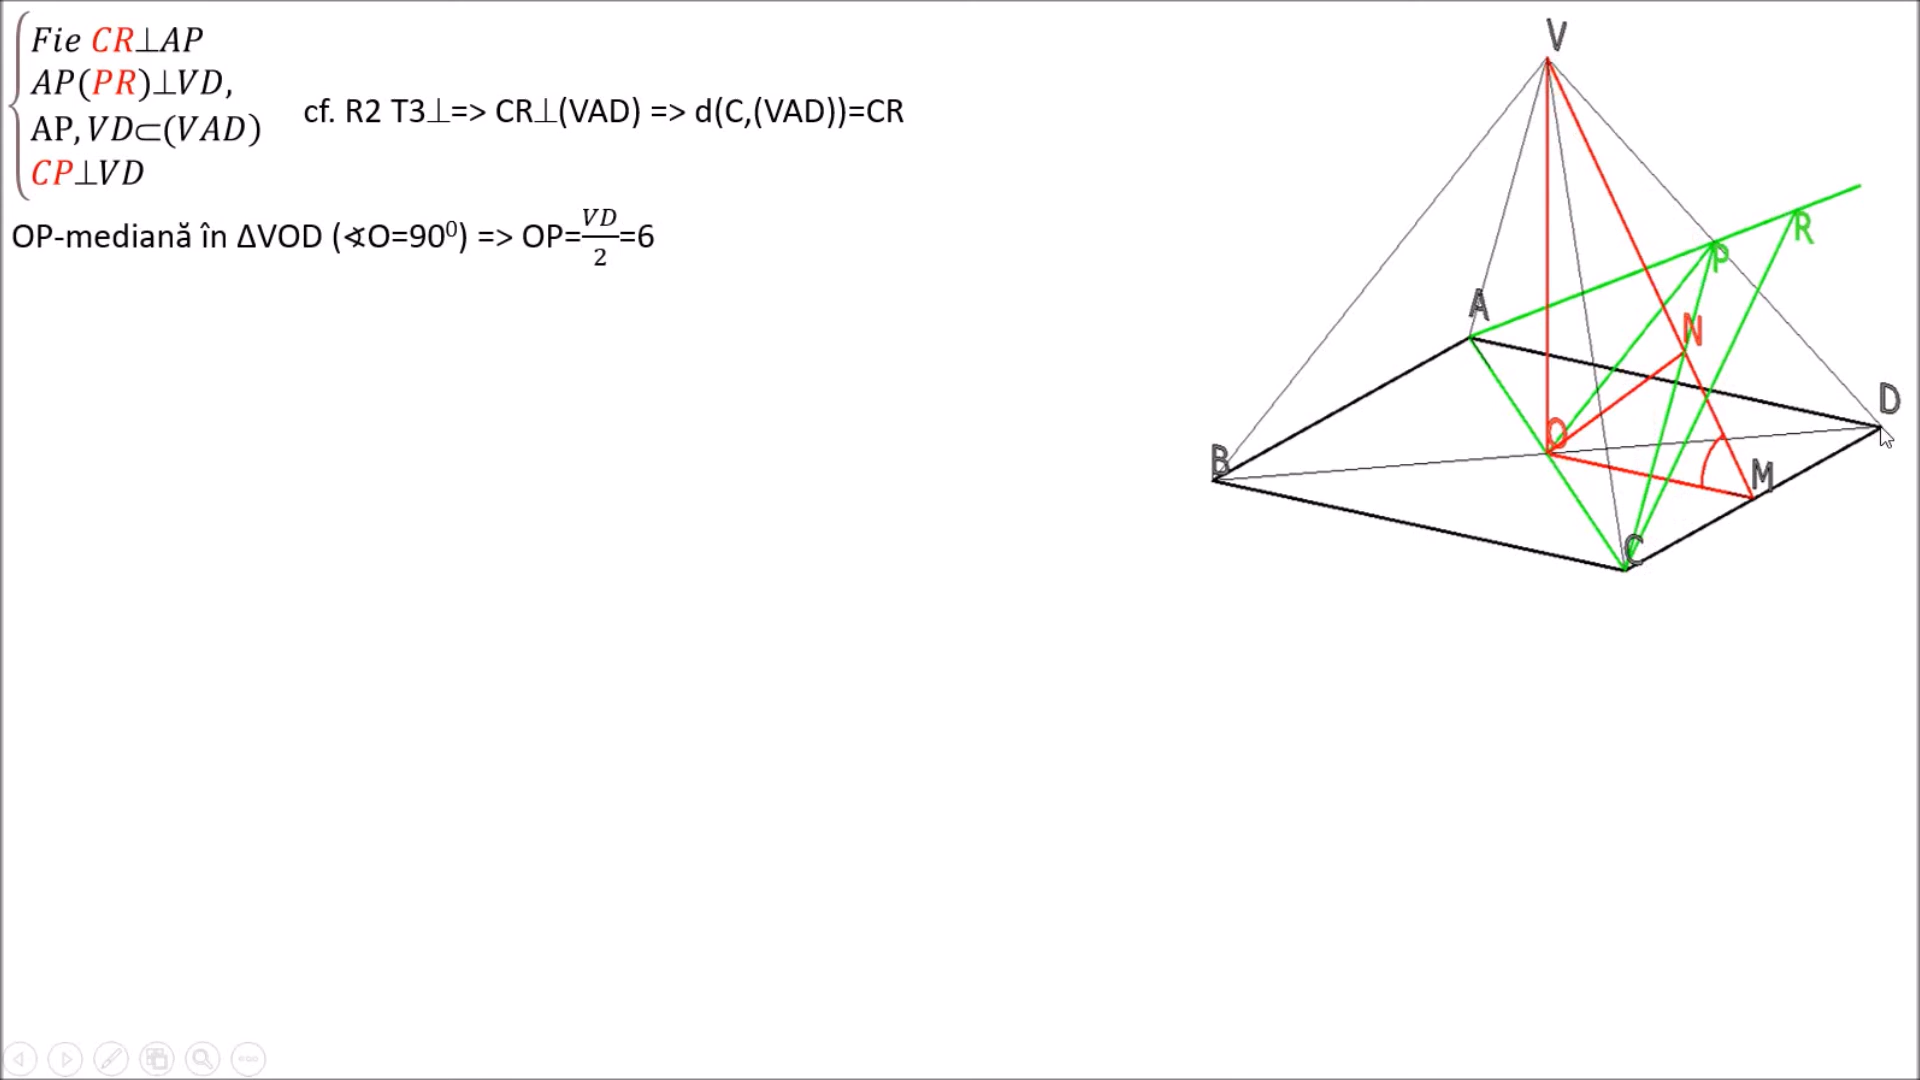 Fie CR⊥AP
AP(PR)⊥VD,
AP,VD⊂(VAD)
CP⊥VD
cf. R2 T3⊥=> CR⊥(VAD) => d(C,(VAD))=CR
OP-mediană în ΔVOD (∢O=90⁰) => OP=VD/2=6
V
R
P
A
N
D
O
B
M
C